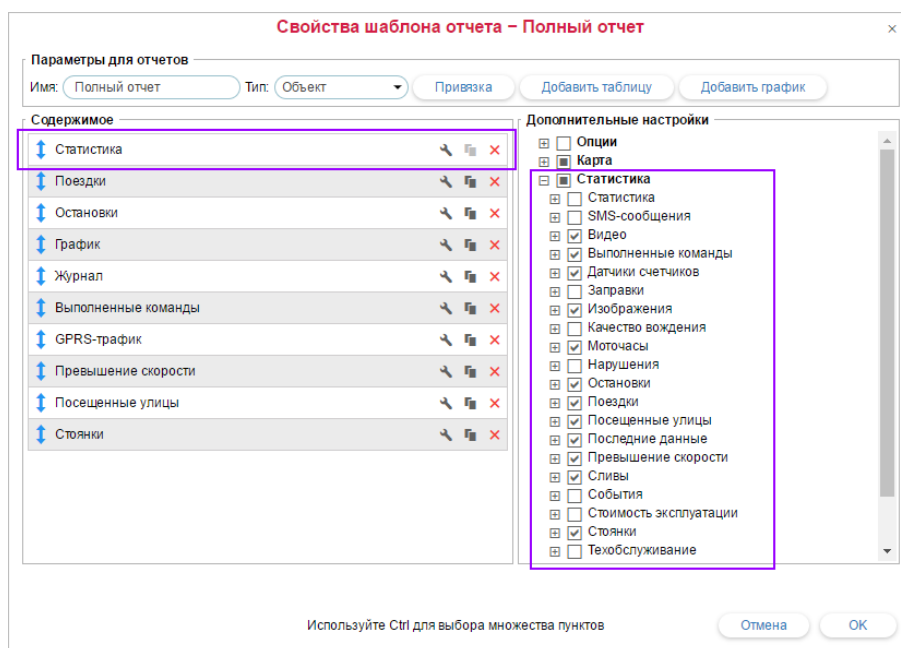 Свойства шаблона отчета – Полный отчет
Параметры для отчетов
Имя: Полный отчет Тип: Объект Привязка Добавить таблицу Добавить график
Содержимое
Статистика
Поездки
Остановки
График
Журнал
Выполненные команды
GPRS-трафик
Превышение скорости
Посещенные улицы
Стоянки
Дополнительные настройки
Опции
Карта
Статистика
Статистика
SMS-сообщения
Видео
Выполненные команды
Датчики счетчиков
Заправки
Изображения
Качество вождения
Моточасы
Нарушения
Остановки
Поездки
Посещенные улицы
Последние данные
Превышение скорости
Сливы
События
Стоимость эксплуатации
Стоянки
Техобслуживание
Используйте Ctrl для выбора множества пунктов
Отмена OK